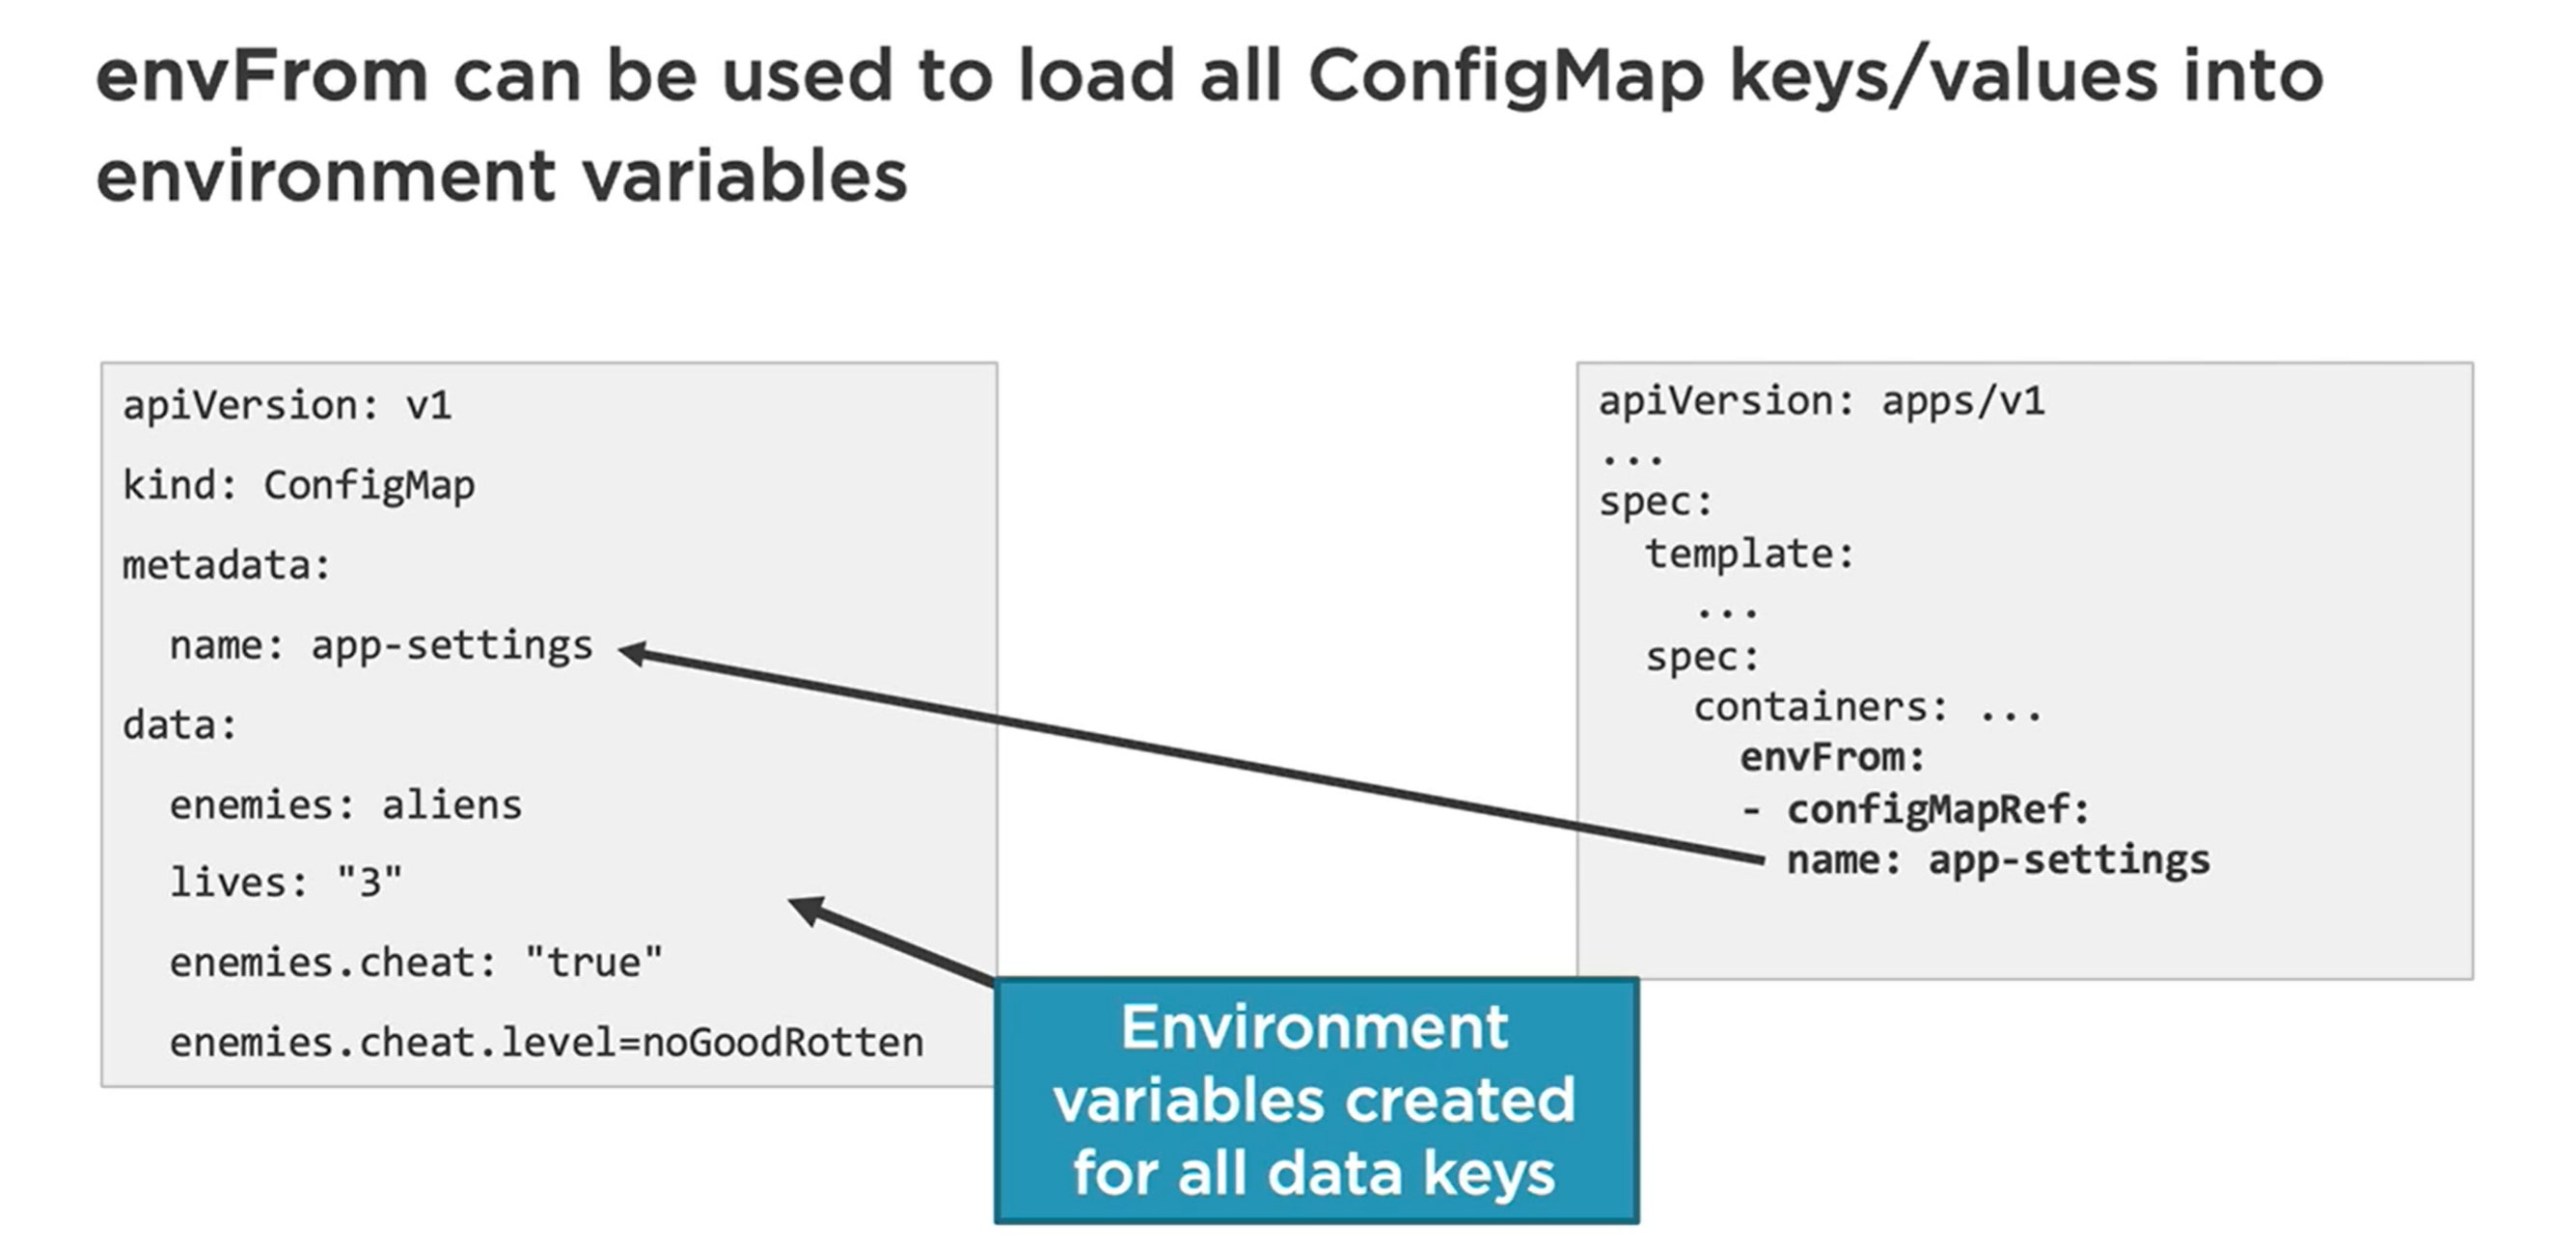 envFrom can be used to load all ConfigMap keys/values into
environment variables
apiVersion: v1
kind: ConfigMap
metadata:
  name: app-settings
data:
  enemies: aliens
  lives: "3"
  enemies.cheat: "true"
  enemies.cheat.level=noGoodRotten
apiVersion: apps/v1
...
spec:
  template:
    ...
  spec:
    containers: ...
      envFrom:
      - configMapRef:
        name: app-settings
Environment
variables created
for all data keys